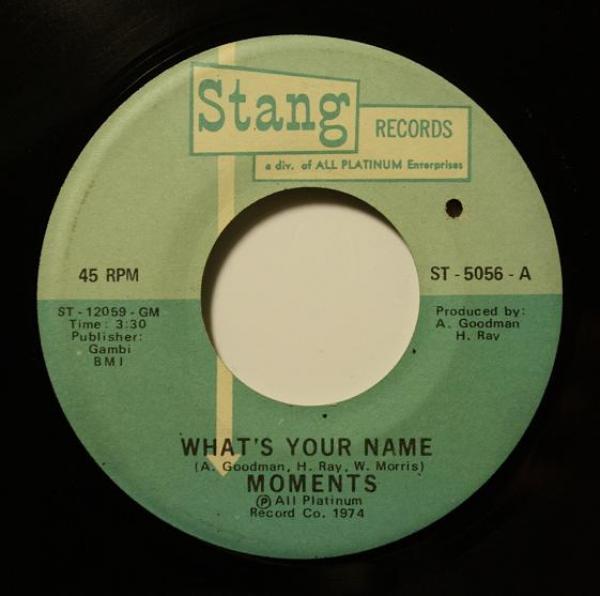 Stang
RECORDS
a div. of ALL PLATINUM Enterprises
45 RPM
ST - 5056 - A
ST - 12059 - GM
Time : 3:30
Publisher:
Gambi
BMI
Produced by:
A. Goodman
H. Ray
WHAT'S YOUR NAME
(A. Goodman, H. Ray, W. Morris)
MOMENTS
Ⓟ All Platinum
Record Co. 1974